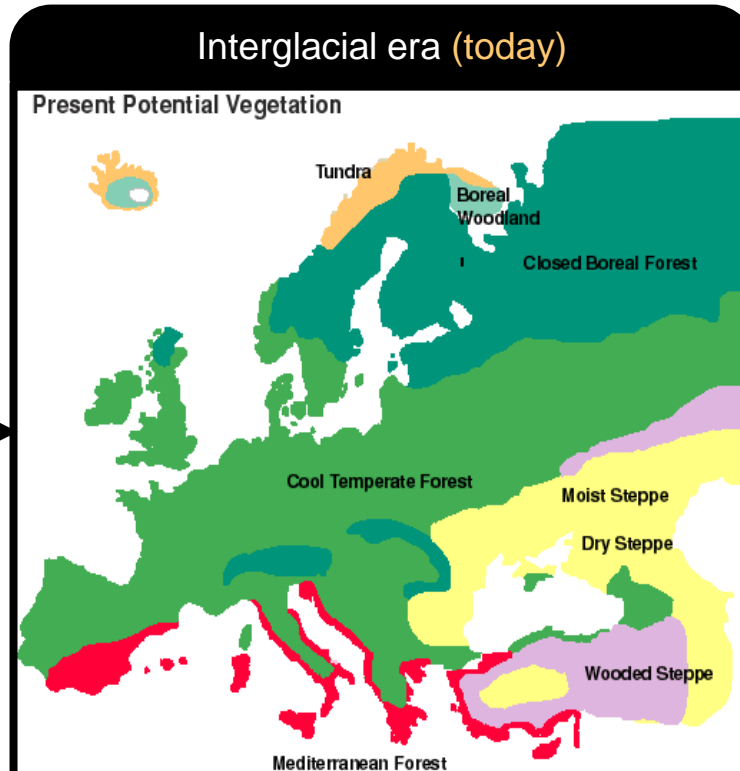 Interglacial era (today)
Present Potential Vegetation
Tundra
Boreal
Woodland
Closed Boreal Forest
Cool Temperate Forest
Moist Steppe
Dry Steppe
Wooded Steppe
Mediterranean Forest